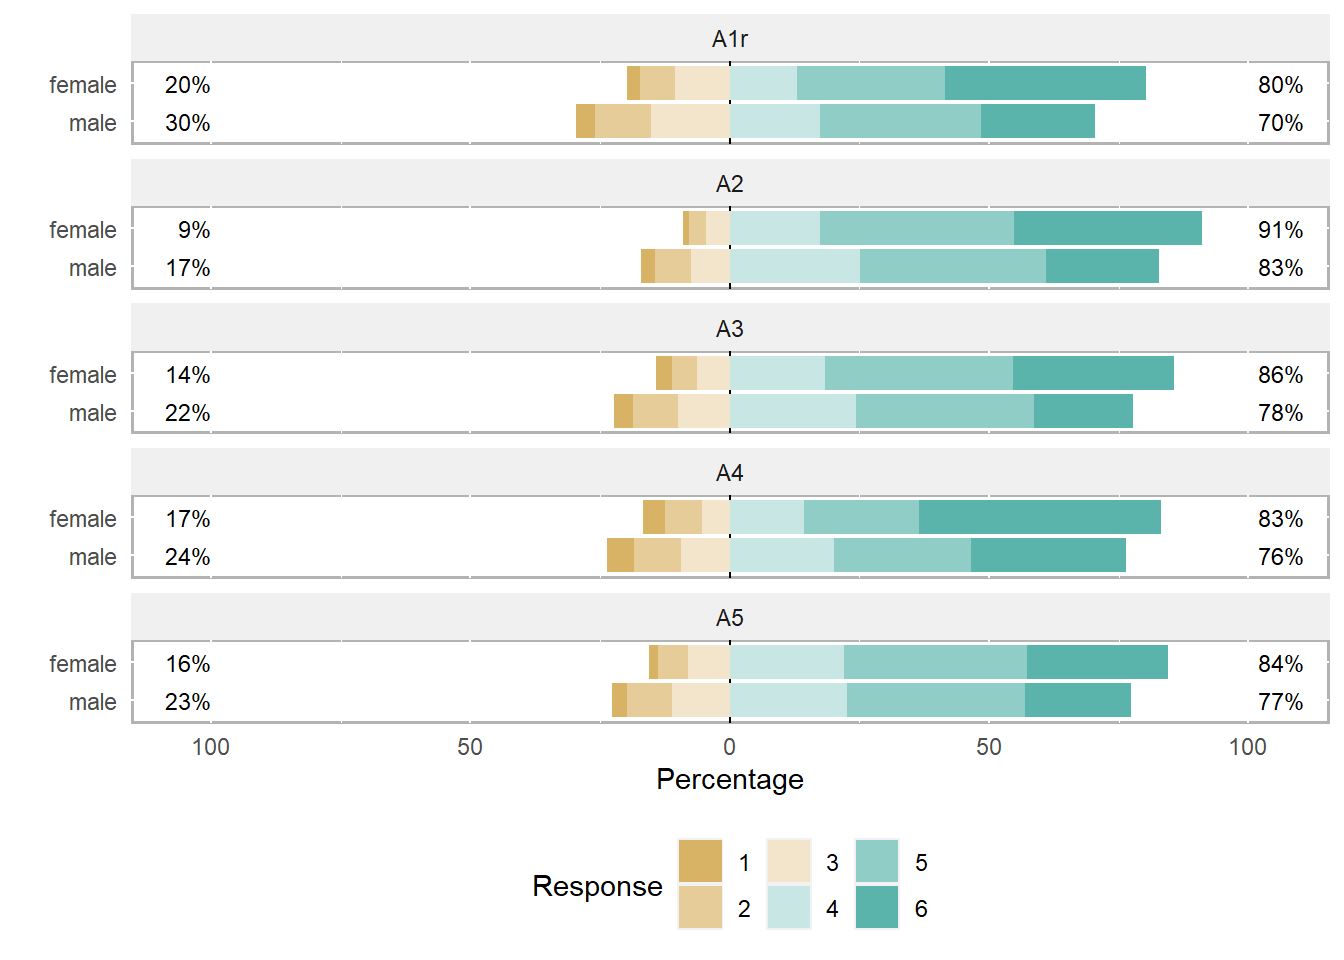 A1r
female 20% 80%
male 30% 70%
A2
female 9% 91%
male 17% 83%
A3
female 14% 86%
male 22% 78%
A4
female 17% 83%
male 24% 76%
A5
female 16% 84%
male 23% 77%
100 50 0 50 100
Percentage
Response
1 3 5
2 4 6